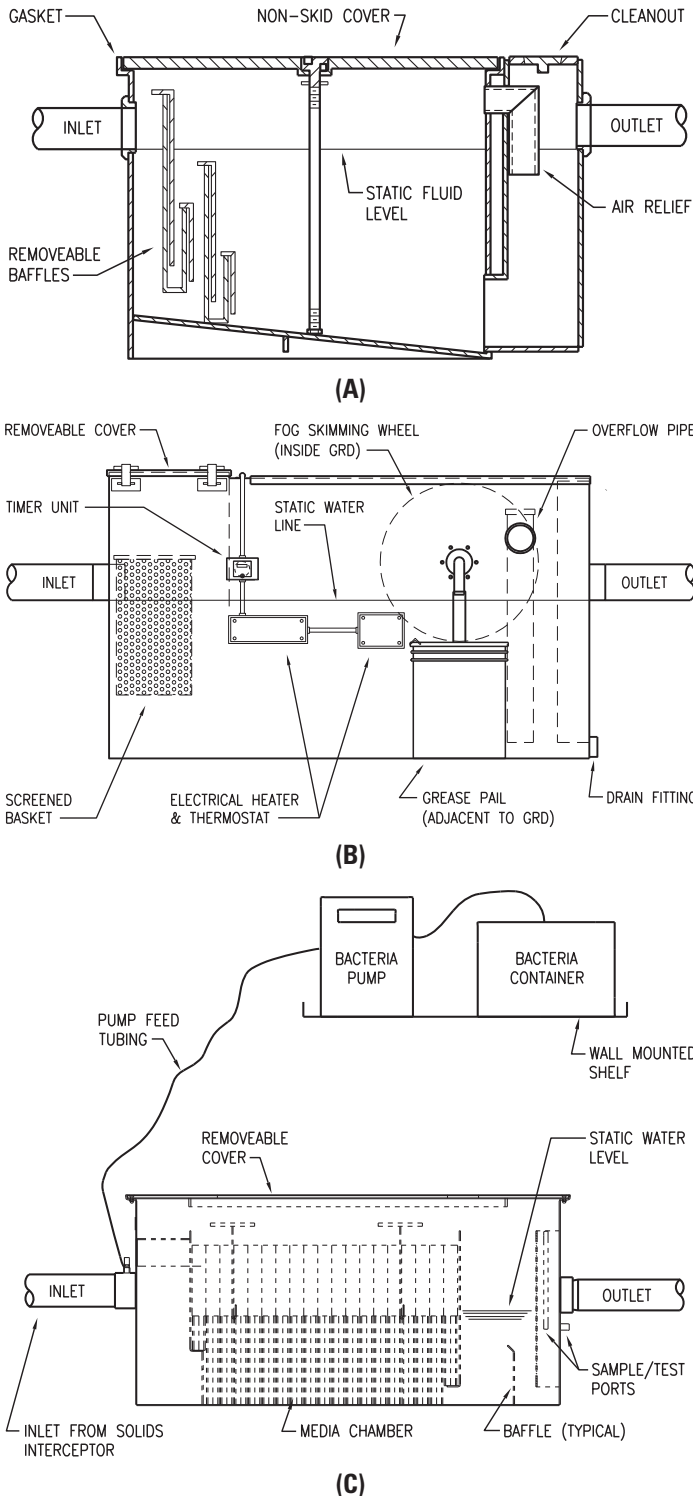 GASKET
NON-SKID COVER
CLEANOUT
INLET
OUTLET
STATIC FLUID
LEVEL
AIR RELIEF
REMOVEABLE
BAFFLES
(A)
REMOVEABLE COVER
FOG SKIMMING WHEEL
(INSIDE GRD)
OVERFLOW PIPE
TIMER UNIT
STATIC WATER
LINE
INLET
OUTLET
SCREENED
BASKET
ELECTRICAL HEATER
& THERMOSTAT
GREASE PAIL
(ADJACENT TO GRD)
DRAIN FITTING
(B)
BACTERIA
PUMP
BACTERIA
CONTAINER
PUMP FEED
TUBING
WALL MOUNTED
SHELF
REMOVEABLE
COVER
STATIC WATER
LEVEL
INLET
OUTLET
SAMPLE/TEST
PORTS
INLET FROM SOLIDS
INTERCEPTOR
MEDIA CHAMBER
BAFFLE (TYPICAL)
(C)